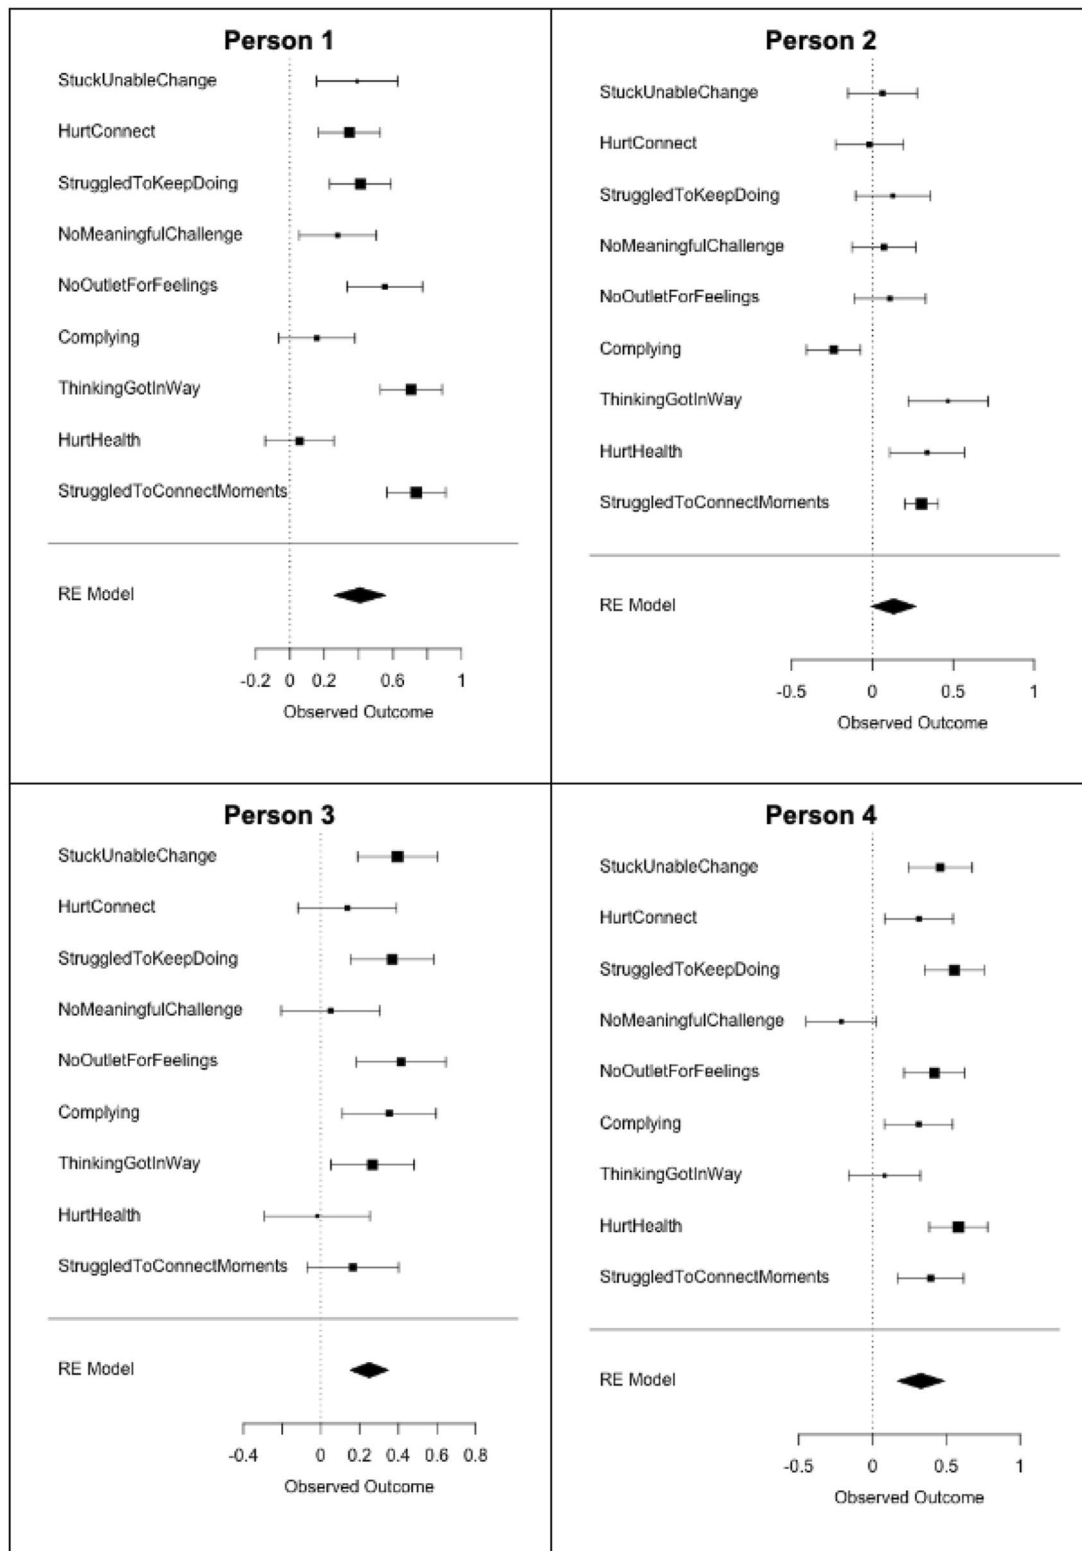 Person 1
StuckUnableChange
HurtConnect
StruggledToKeepDoing
NoMeaningfulChallenge
NoOutletForFeelings
Complying
ThinkingGotInWay
HurtHealth
StruggledToConnectMoments
RE Model
-0.2 0 0.2 0.6 1
Observed Outcome
Person 2
StuckUnableChange
HurtConnect
StruggledToKeepDoing
NoMeaningfulChallenge
NoOutletForFeelings
Complying
ThinkingGotInWay
HurtHealth
StruggledToConnectMoments
RE Model
-0.5 0 0.5 1
Observed Outcome
Person 3
StuckUnableChange
HurtConnect
StruggledToKeepDoing
NoMeaningfulChallenge
NoOutletForFeelings
Complying
ThinkingGotInWay
HurtHealth
StruggledToConnectMoments
RE Model
-0.4 0 0.2 0.4 0.6 0.8
Observed Outcome
Person 4
StuckUnableChange
HurtConnect
StruggledToKeepDoing
NoMeaningfulChallenge
NoOutletForFeelings
Complying
ThinkingGotInWay
HurtHealth
StruggledToConnectMoments
RE Model
-0.5 0 0.5 1
Observed Outcome